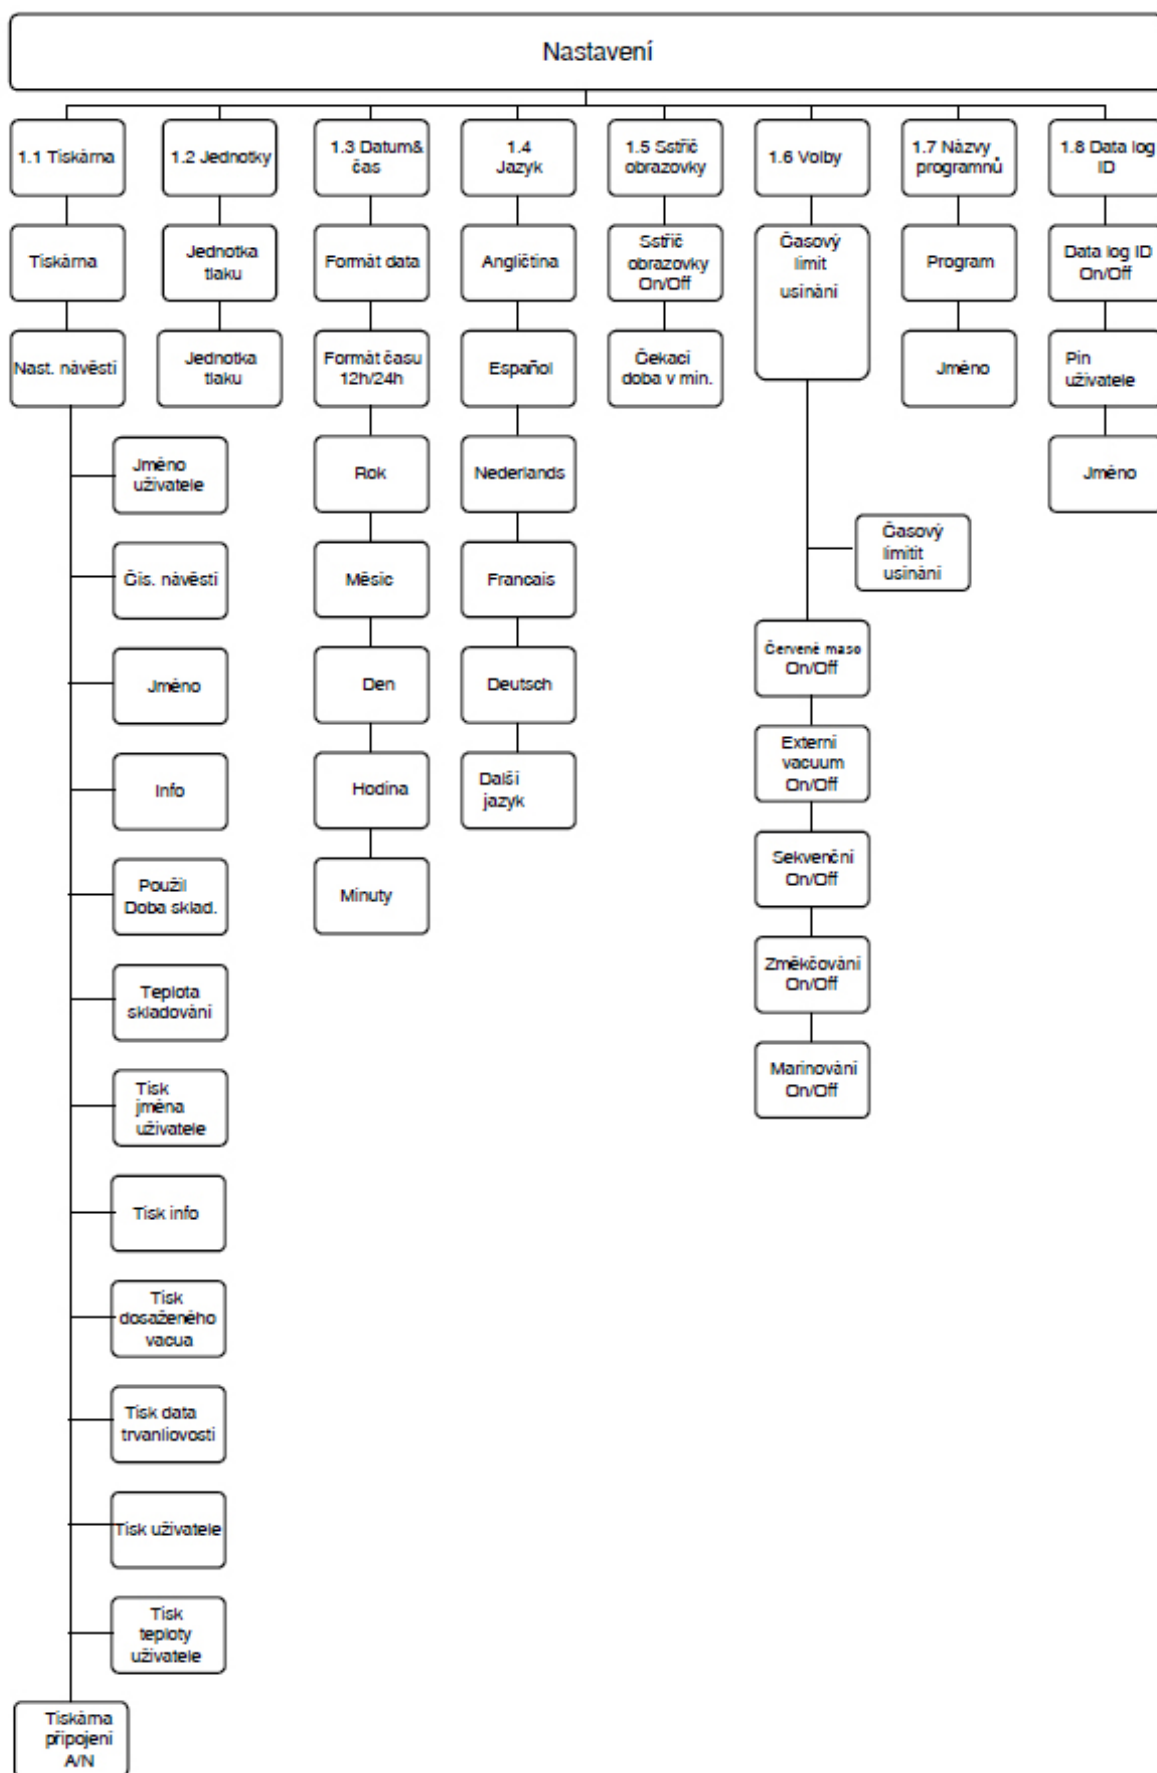 Nastavení
1.1 Tiskárna
1.2 Jednotky
1.3 Datum&
čas
1.4
Jazyk
1.5 Sstřič
obrazovky
1.6 Volby
1.7 Názvy
programnů
1.8 Data log
ID
Tiskárna
Jednotka
tlaku
Formát data
Angličtina
Sstřič
obrazovky
On/Off
Časový
limit
usínání
Program
Data log ID
On/Off
Nast. návěstí
Jednotka
tlaku
Formát času
12h/24h
Español
Čekací
doba v min.
Jméno
Pin
uživatele
Jméno
uživatele
Rok
Nederlands
Jméno
Čís. návěstí
Měsíc
Francais
Časový
limitit
usínání
Jméno
Den
Deutsch
Červené maso
On/Off
Info
Hodina
Další
jazyk
Externí
vacuum
On/Off
Použil
Doba sklad.
Minuty
Sekvenční
On/Off
Teplota
skladování
Změkčování
On/Off
Tisk
jména
uživatele
Marinování
On/Off
Tisk info
Tisk
dosaženého
vacua
Tisk data
trvanliovosti
Tisk uživatele
Tisk
teploty
uživatele
Tiskárna
připojení
A/N